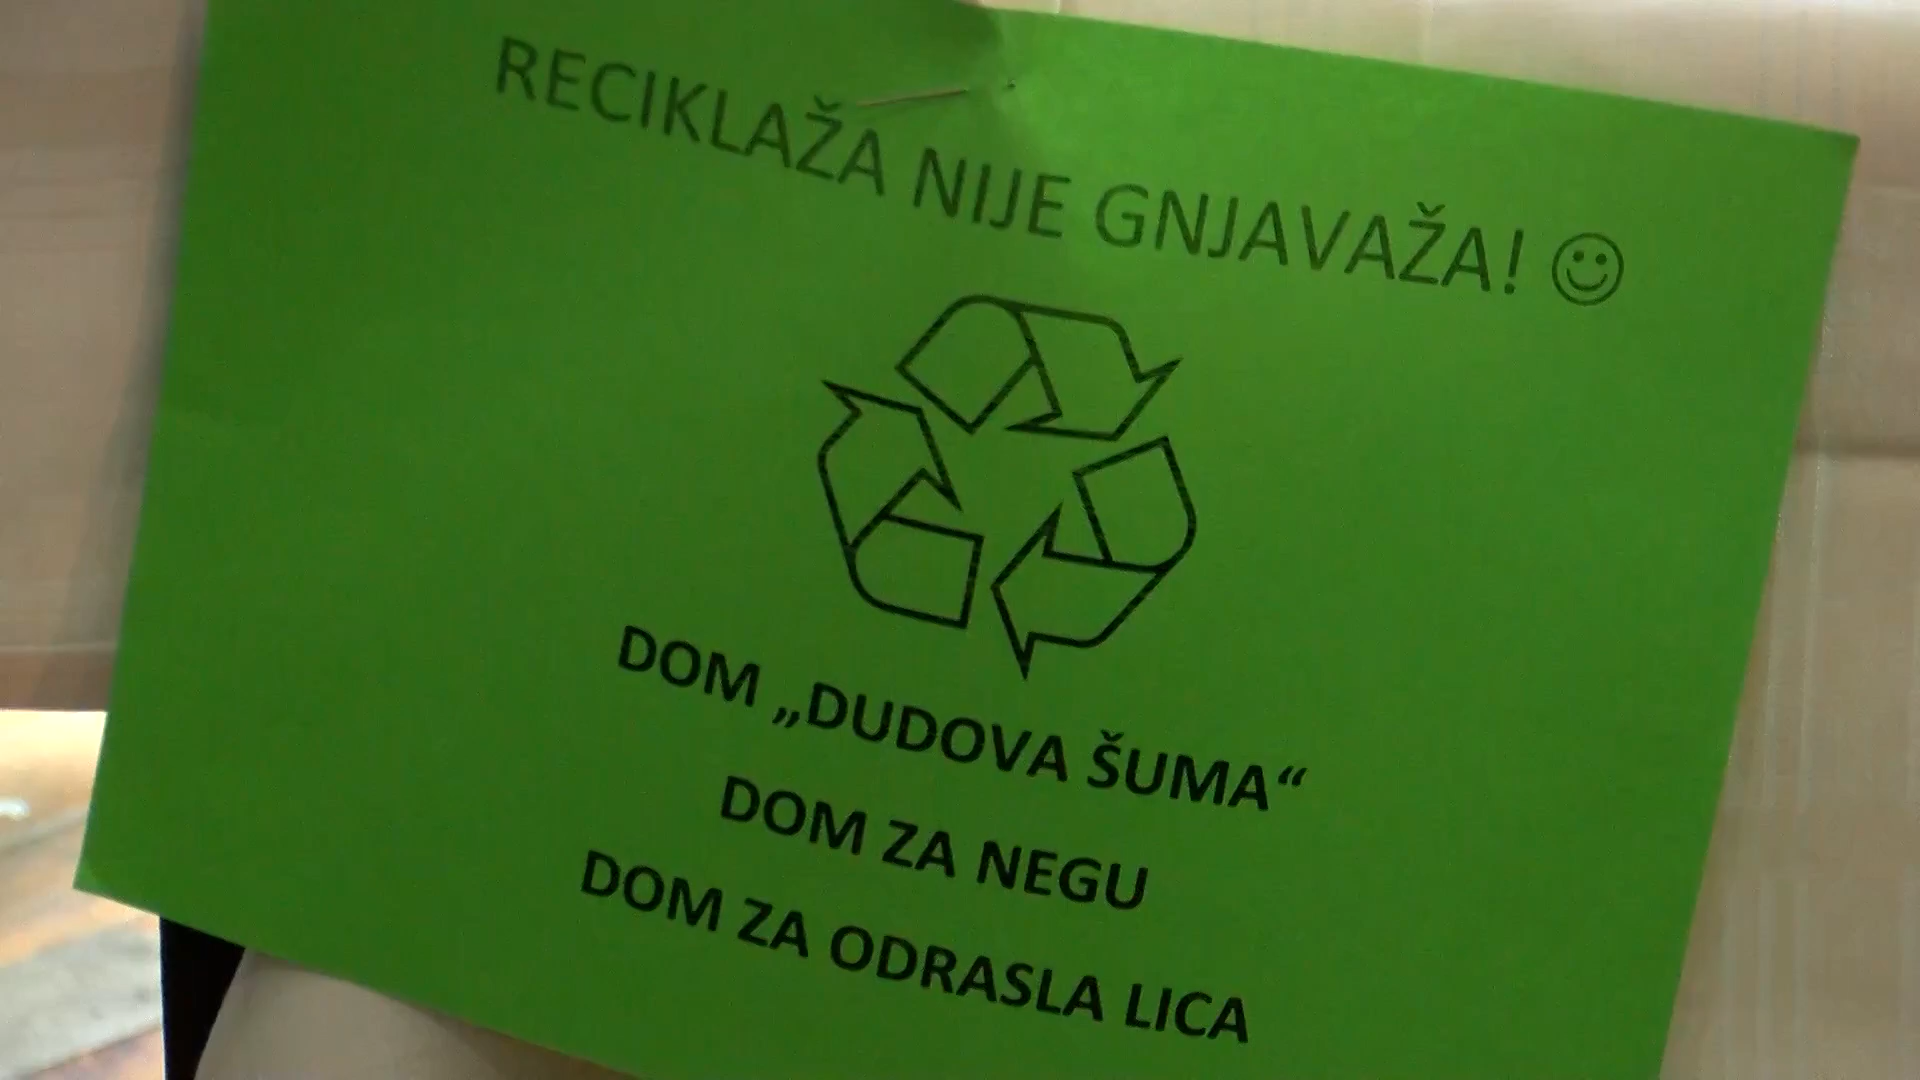 RECIKLAŽA NIJE GNJAVAŽA! ☺
DOM „DUDOVA ŠUMA“
DOM ZA NEGU
DOM ZA ODRASLA LICA